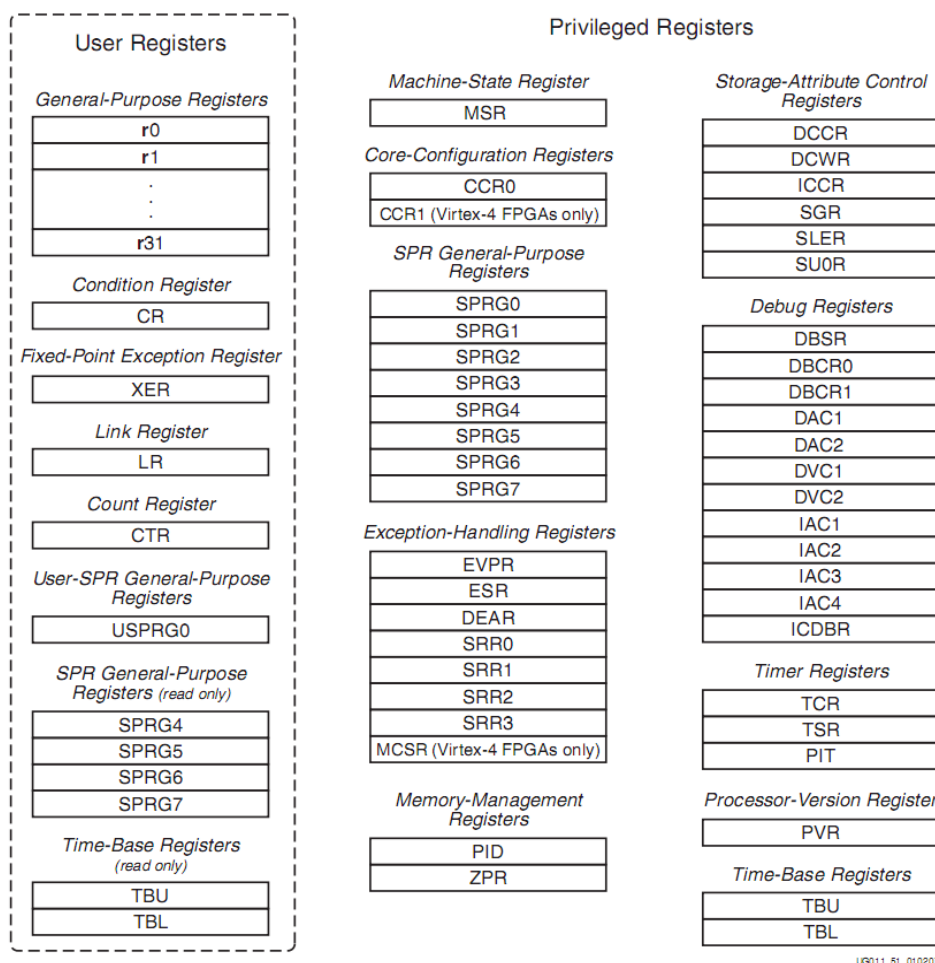 User Registers
General-Purpose Registers
r0
r1
.
.
.
r31
Condition Register
CR
Fixed-Point Exception Register
XER
Link Register
LR
Count Register
CTR
User-SPR General-Purpose
Registers
USPRG0
SPR General-Purpose
Registers (read only)
SPRG4
SPRG5
SPRG6
SPRG7
Time-Base Registers
(read only)
TBU
TBL
Privileged Registers
Machine-State Register
MSR
Core-Configuration Registers
CCR0
CCR1 (Virtex-4 FPGAs only)
SPR General-Purpose
Registers
SPRG0
SPRG1
SPRG2
SPRG3
SPRG4
SPRG5
SPRG6
SPRG7
Exception-Handling Registers
EVPR
ESR
DEAR
SRR0
SRR1
SRR2
SRR3
MCSR (Virtex-4 FPGAs only)
Memory-Management
Registers
PID
ZPR
Storage-Attribute Control
Registers
DCCR
DCWR
ICCR
SGR
SLER
SU0R
Debug Registers
DBSR
DBCR0
DBCR1
DAC1
DAC2
DVC1
DVC2
IAC1
IAC2
IAC3
IAC4
ICDBR
Timer Registers
TCR
TSR
PIT
Processor-Version Register
PVR
Time-Base Registers
TBU
TBL
UG011_51_01020